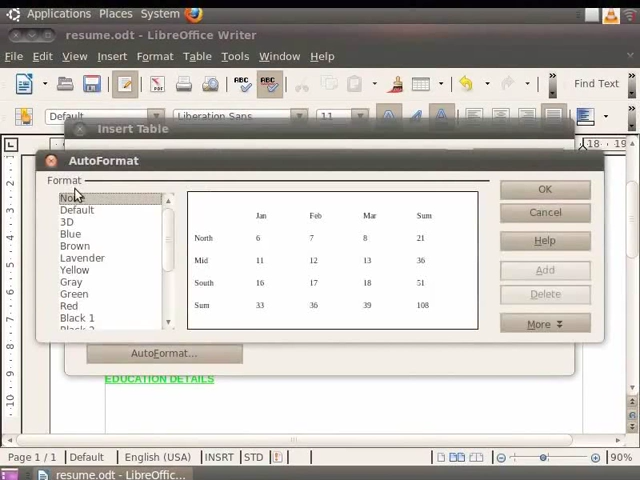 Applications Places System
resume.odt - LibreOffice Writer
File Edit View Insert Format Table Tools Window Help
ABC ABC Find Text
Default Liberation Sans 11
Insert Table
18 19
AutoFormat
Format
None
Default
3D
Blue
Brown
Lavender
Yellow
Gray
Green
Red
Black 1
Jan Feb Mar Sum
North 6 7 8 21
Mid 11 12 13 36
South 16 17 18 51
Sum 33 36 39 108
OK
Cancel
Help
Add
Delete
More
AutoFormat...
EDUCATION DETAILS
Page 1 / 1 Default English (USA) INSRT STD 90%
resume.odt - LibreOffic...